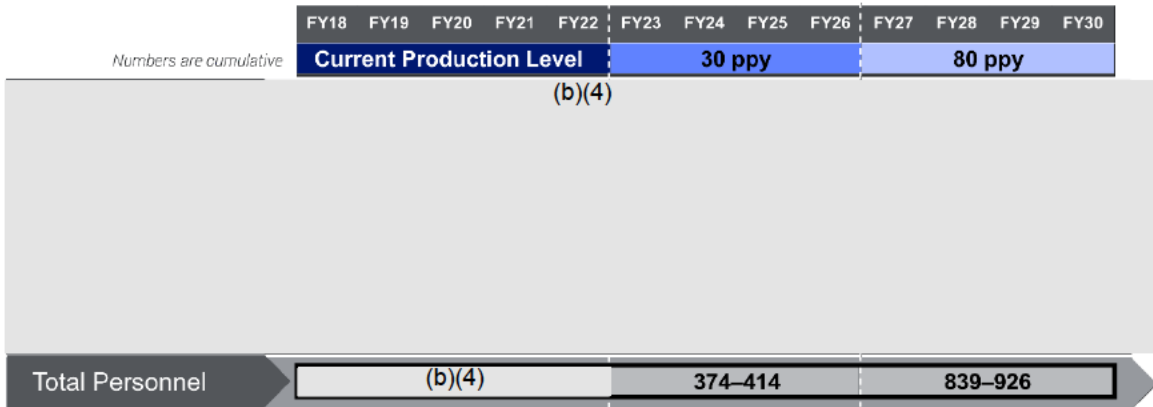 FY18 FY19 FY20 FY21 FY22 FY23 FY24 FY25 FY26 FY27 FY28 FY29 FY30
Numbers are cumulative Current Production Level 30 ppy 80 ppy
(b)(4)
Total Personnel (b)(4) 374–414 839–926